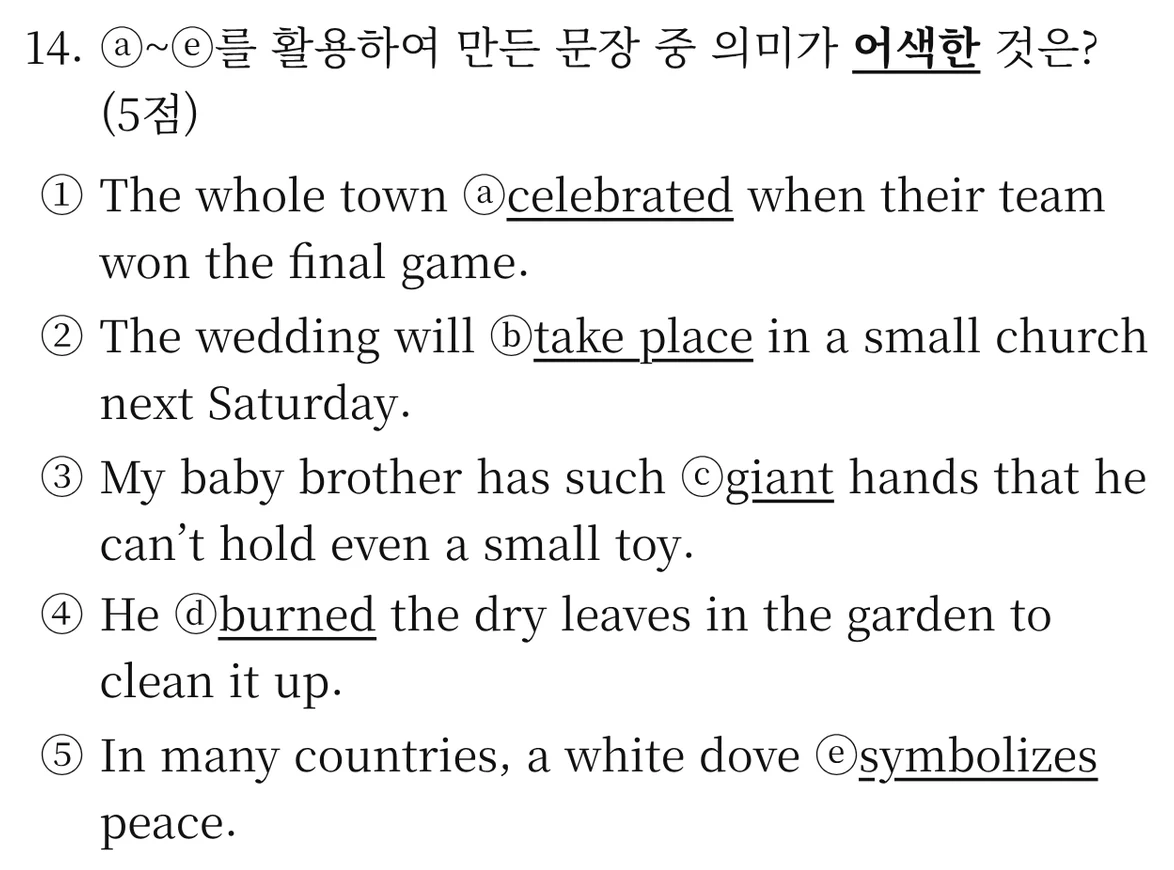 14. ⓐ~ⓔ를 활용하여 만든 문장 중 의미가 어색한 것은?
(5점)
① The whole town ⓐcelebrated when their team
won the final game.
② The wedding will ⓑtake place in a small church
next Saturday.
③ My baby brother has such ⓒgiant hands that he
can’t hold even a small toy.
④ He ⓓburned the dry leaves in the garden to
clean it up.
⑤ In many countries, a white dove ⓔsymbolizes
peace.